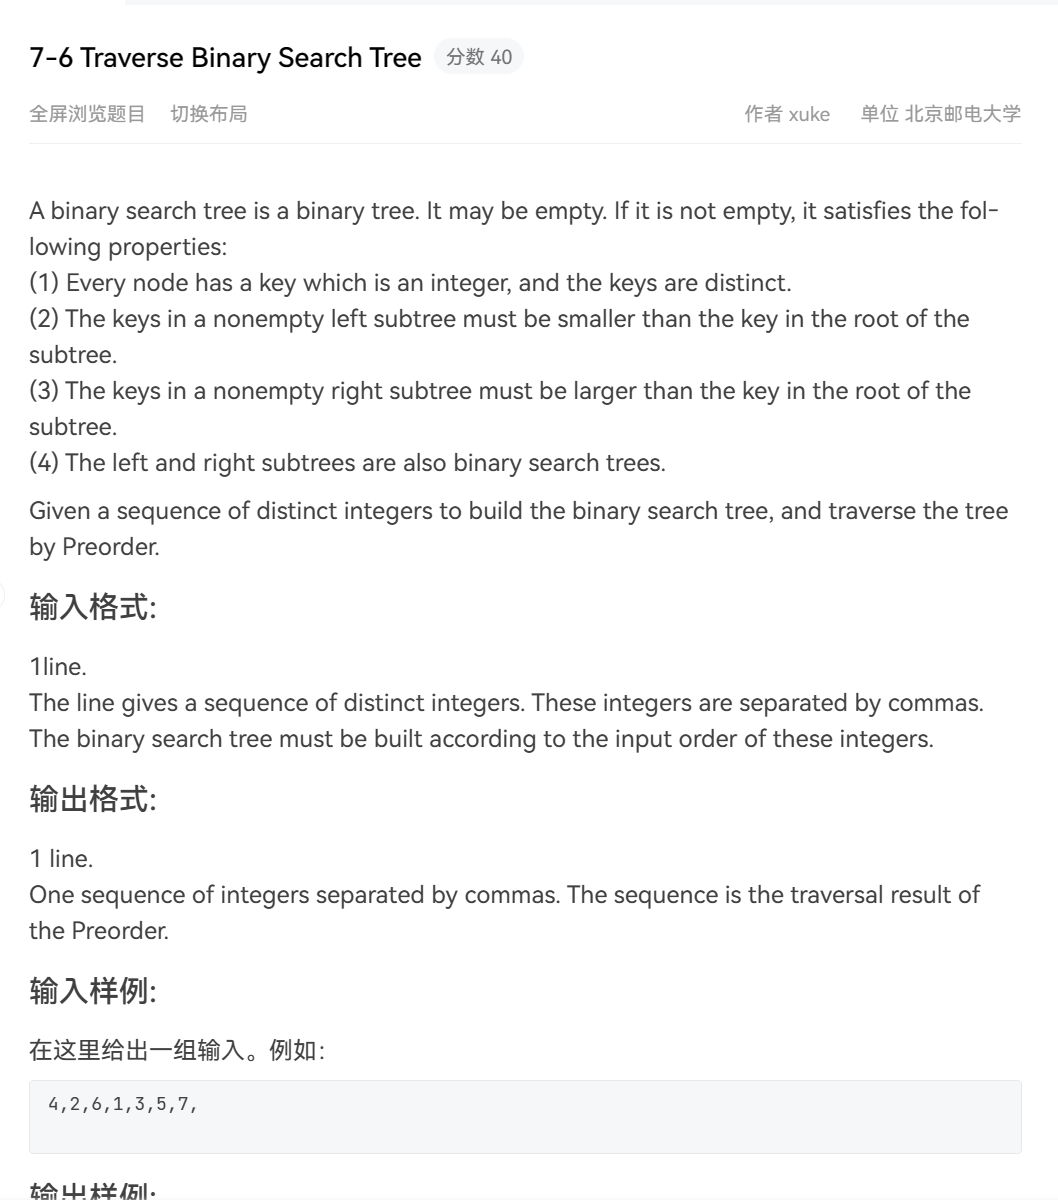 7-6 Traverse Binary Search Tree 分数 40
全屏浏览题目 切换布局 作者 xuke 单位 北京邮电大学
A binary search tree is a binary tree. It may be empty. If it is not empty, it satisfies the fol-
lowing properties:
(1) Every node has a key which is an integer, and the keys are distinct.
(2) The keys in a nonempty left subtree must be smaller than the key in the root of the
subtree.
(3) The keys in a nonempty right subtree must be larger than the key in the root of the
subtree.
(4) The left and right subtrees are also binary search trees.
Given a sequence of distinct integers to build the binary search tree, and traverse the tree
by Preorder.
输入格式:
1line.
The line gives a sequence of distinct integers. These integers are separated by commas.
The binary search tree must be built according to the input order of these integers.
输出格式:
1 line.
One sequence of integers separated by commas. The sequence is the traversal result of
the Preorder.
输入样例:
在这里给出一组输入。例如：
4,2,6,1,3,5,7,
输出样例: